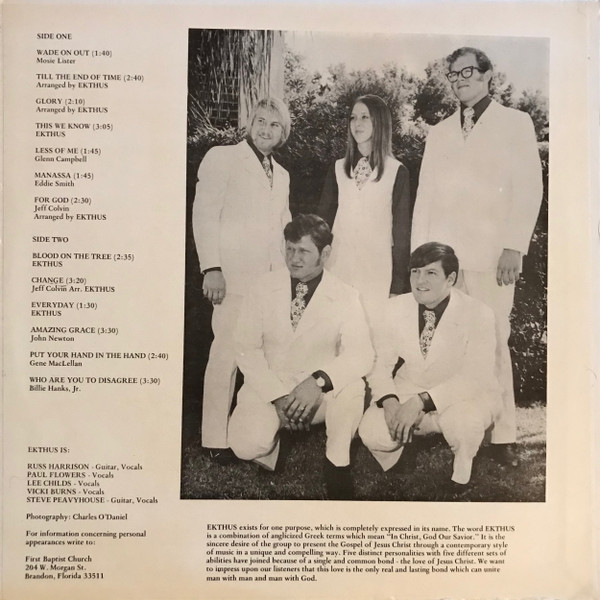 SIDE ONE
WADE ON OUT (1:40)
Mosie Lister
TILL THE END OF TIME (2:40)
Arranged by EKTHUS
GLORY (2:10)
Arranged by EKTHUS
THIS WE KNOW (3:05)
EKTHUS
LESS OF ME (1:45)
Glenn Campbell
MANASSA (1:45)
Eddie Smith
FOR GOD (2:30)
Jeff Colvin
Arranged by EKTHUS
SIDE TWO
BLOOD ON THE TREE (2:35)
EKTHUS
CHANGE (3:20)
Jeff Colvin Arr. EKTHUS
EVERYDAY (1:30)
EKTHUS
AMAZING GRACE (3:30)
John Newton
PUT YOUR HAND IN THE HAND (2:40)
Gene MacLellan
WHO ARE YOU TO DISAGREE (3:30)
Billie Hanks, Jr.
EKTHUS IS:
RUSS HARRISON - Guitar, Vocals
PAUL FLOWERS - Vocals
LEE CHILDS - Vocals
VICKI BURNS - Vocals
STEVE PEAVYHOUSE - Guitar, Vocals
Photography: Charles O'Daniel
For information concerning personal
appearances write to:
First Baptist Church
204 W. Morgan St.
Brandon, Florida 33511
EKTHUS exists for one purpose, which is completely expressed in its name. The word EKTHUS
is a combination of anglicized Greek terms which mean "In Christ, God Our Savior." It is the
sincere desire of the group to present the Gospel of Jesus Christ through a contemporary style
of music in a unique and compelling way. Five distinct personalities with five different sets of
abilities have joined because of a single and common bond - the love of Jesus Christ. We want
to impress upon our listeners that this love is the only real and lasting bond which can unite
man with man and man with God.